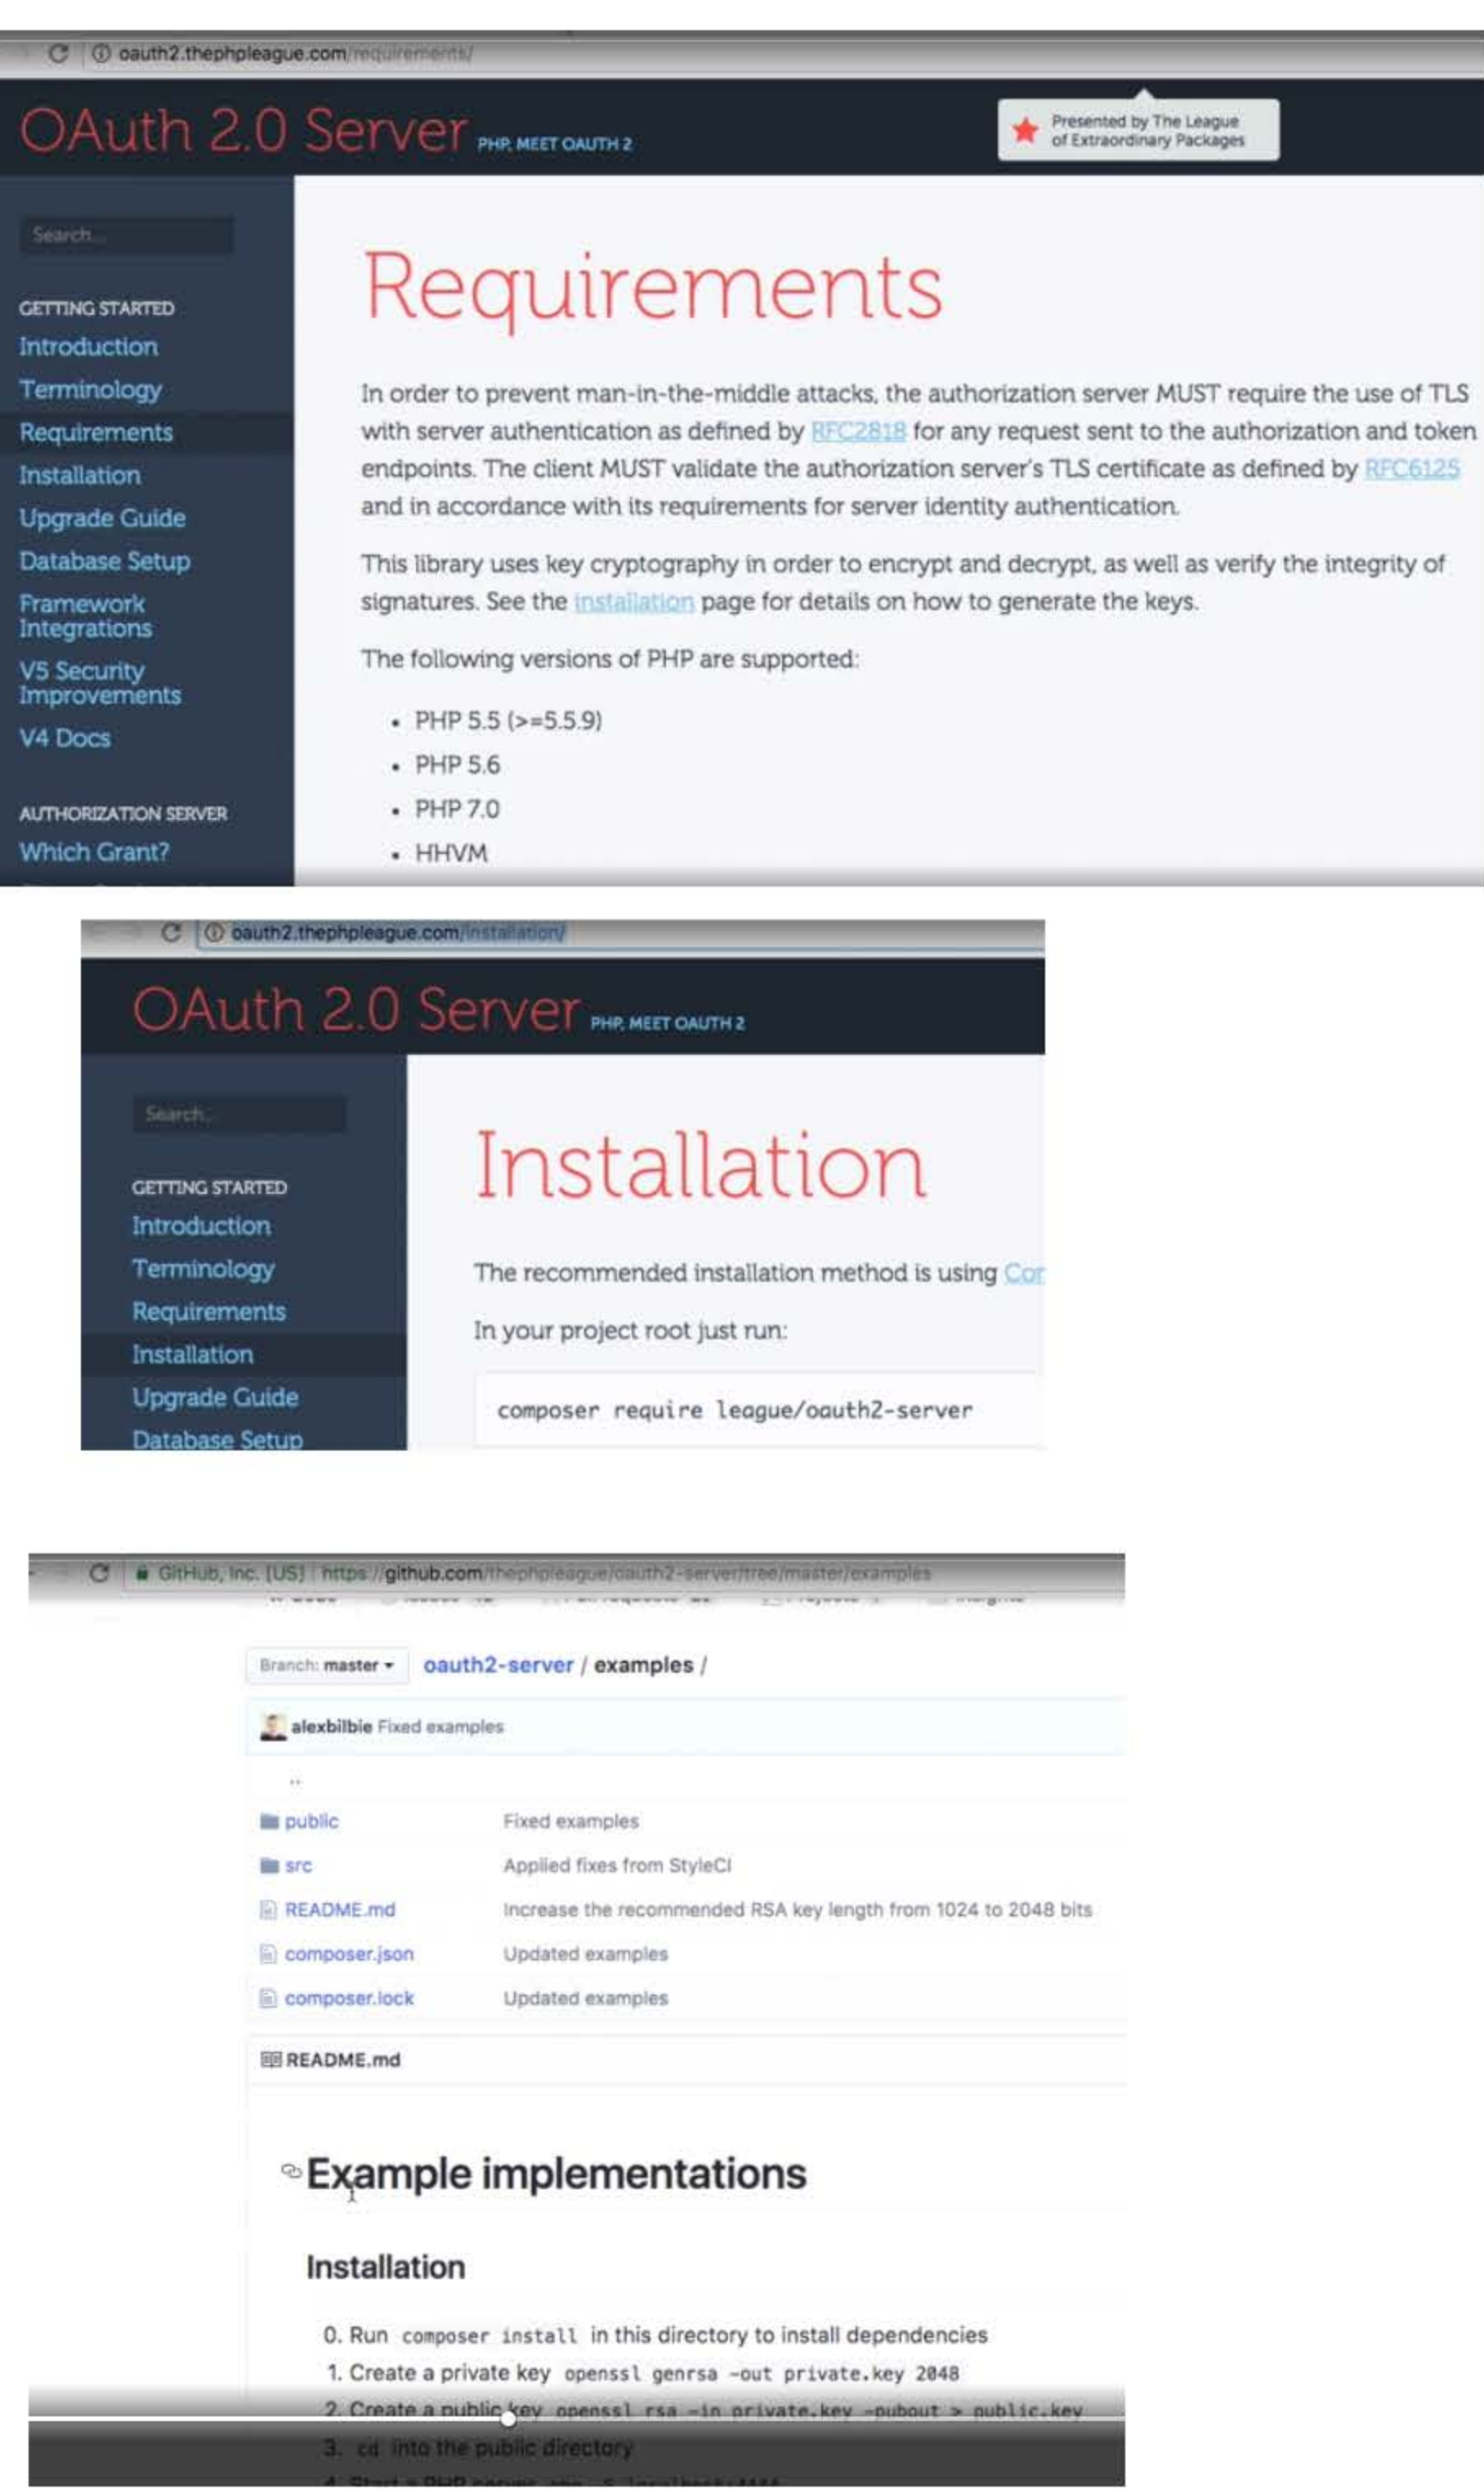 oauth2.thephpleague.com/requirements/
OAuth 2.0 Server PHP, MEET OAUTH 2
Presented by The League
of Extraordinary Packages
Search...
GETTING STARTED
Introduction
Terminology
Requirements
Installation
Upgrade Guide
Database Setup
Framework
Integrations
V5 Security
Improvements
V4 Docs
AUTHORIZATION SERVER
Which Grant?
Requirements
In order to prevent man-in-the-middle attacks, the authorization server MUST require the use of TLS
with server authentication as defined by RFC2818 for any request sent to the authorization and token
endpoints. The client MUST validate the authorization server's TLS certificate as defined by RFC6125
and in accordance with its requirements for server identity authentication.
This library uses key cryptography in order to encrypt and decrypt, as well as verify the integrity of
signatures. See the installation page for details on how to generate the keys.
The following versions of PHP are supported:
• PHP 5.5 (>=5.5.9)
• PHP 5.6
• PHP 7.0
• HHVM
oauth2.thephpleague.com/installation/
OAuth 2.0 Server PHP, MEET OAUTH 2
Search...
GETTING STARTED
Introduction
Terminology
Requirements
Installation
Upgrade Guide
Database Setup
Installation
The recommended installation method is using
In your project root just run:
composer require league/oauth2-server
GitHub, Inc. [US] https://github.com/thephpleague/oauth2-server/tree/master/examples
Branch: master
oauth2-server / examples /
alexbilbie Fixed examples
..
public Fixed examples
src Applied fixes from StyleCI
README.md Increase the recommended RSA key length from 1024 to 2048 bits
composer.json Updated examples
composer.lock Updated examples
README.md
Example implementations
Installation
0. Run composer install in this directory to install dependencies
1. Create a private key openssl genrsa -out private.key 2048
2. Create a public key openssl rsa -in private.key -pubout > public.key
3. cd into the public directory